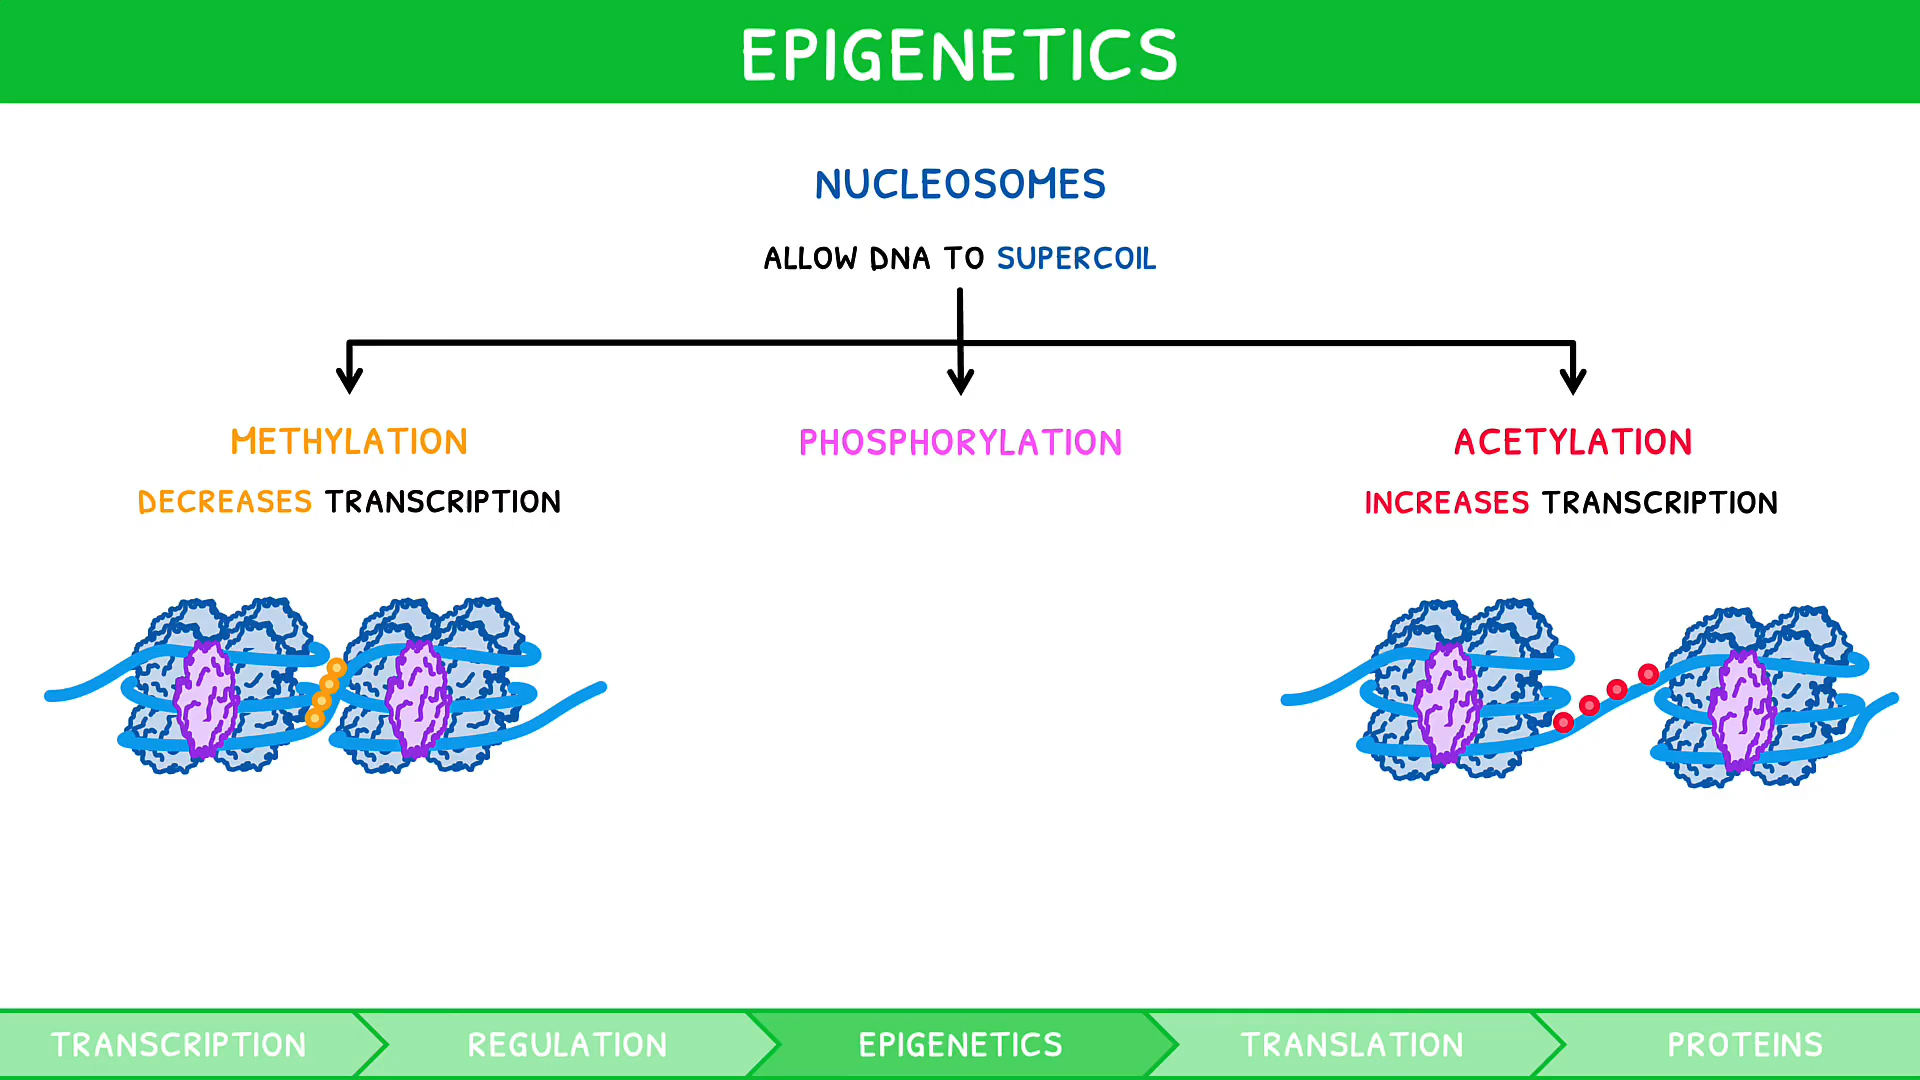 EPIGENETICS
NUCLEOSOMES
ALLOW DNA TO SUPERCOIL
METHYLATION
DECREASES TRANSCRIPTION
PHOSPHORYLATION
ACETYLATION
INCREASES TRANSCRIPTION
TRANSCRIPTION
REGULATION
EPIGENETICS
TRANSLATION
PROTEINS